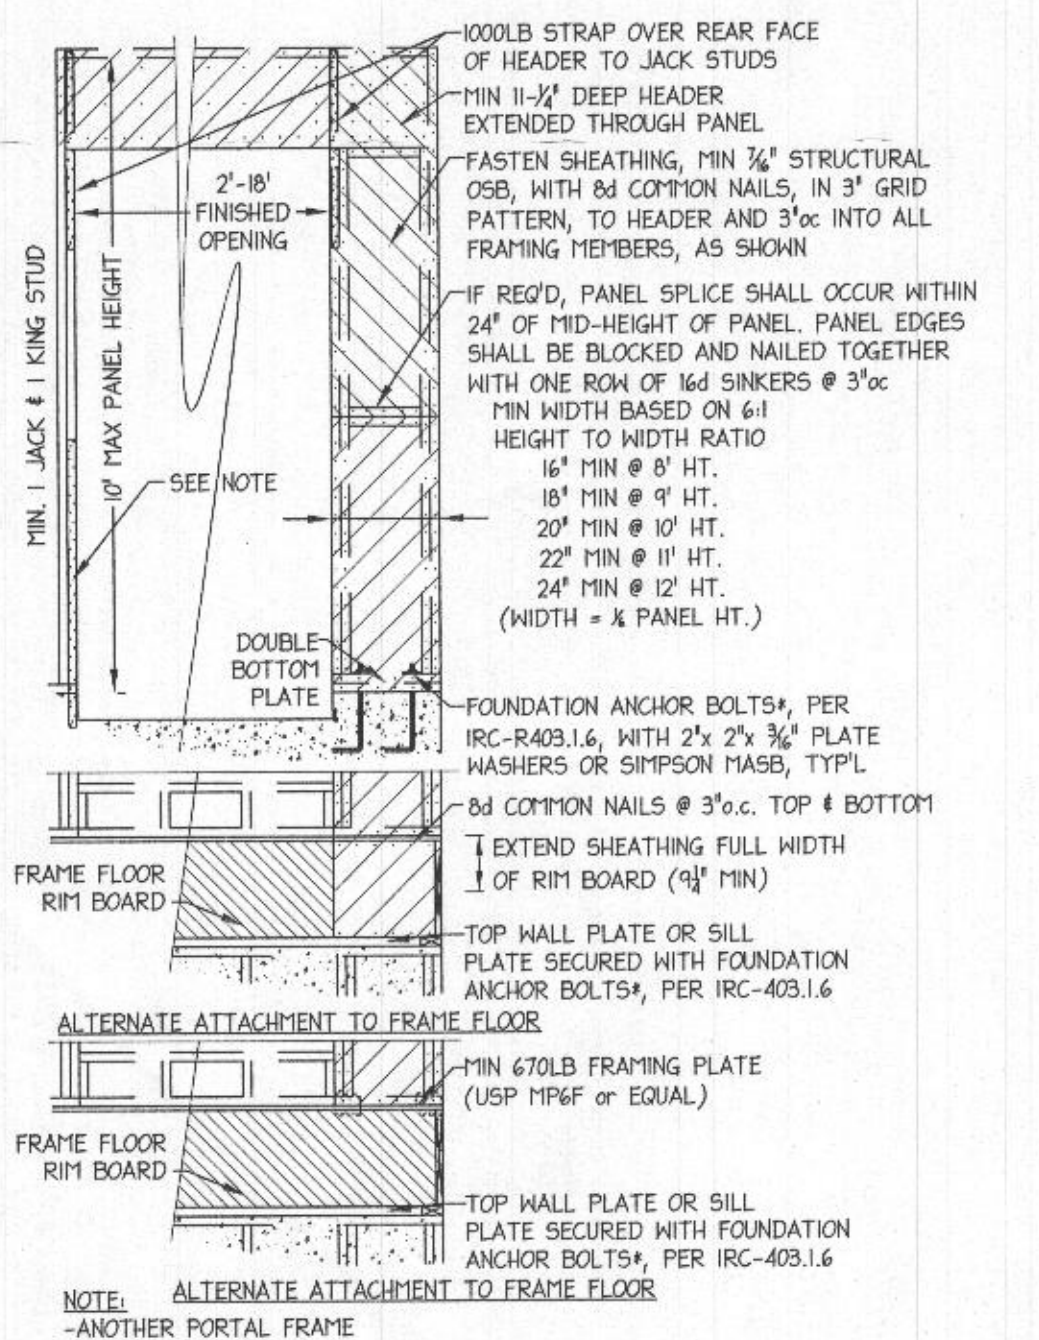 1000LB STRAP OVER REAR FACE
OF HEADER TO JACK STUDS
MIN 11-1/4" DEEP HEADER
EXTENDED THROUGH PANEL
FASTEN SHEATHING, MIN 7/16" STRUCTURAL
OSB, WITH 8d COMMON NAILS, IN 3" GRID
PATTERN, TO HEADER AND 3"oc INTO ALL
FRAMING MEMBERS, AS SHOWN
2'-18'
FINISHED
OPENING
MIN. 1 JACK & 1 KING STUD
10" MAX PANEL HEIGHT
IF REQ'D, PANEL SPLICE SHALL OCCUR WITHIN
24" OF MID-HEIGHT OF PANEL. PANEL EDGES
SHALL BE BLOCKED AND NAILED TOGETHER
WITH ONE ROW OF 16d SINKERS @ 3"oc
MIN WIDTH BASED ON 6:1
HEIGHT TO WIDTH RATIO
16" MIN @ 8' HT.
18" MIN @ 9' HT.
20" MIN @ 10' HT.
22" MIN @ 11' HT.
24" MIN @ 12' HT.
(WIDTH = 1/6 PANEL HT.)
SEE NOTE
DOUBLE
BOTTOM
PLATE
FOUNDATION ANCHOR BOLTS*, PER
IRC-R403.1.6, WITH 2"x 2"x 3/16" PLATE
WASHERS OR SIMPSON MASB, TYP'L
8d COMMON NAILS @ 3"o.c. TOP & BOTTOM
EXTEND SHEATHING FULL WIDTH
OF RIM BOARD (9 1/4" MIN)
FRAME FLOOR
RIM BOARD
TOP WALL PLATE OR SILL
PLATE SECURED WITH FOUNDATION
ANCHOR BOLTS*, PER IRC-403.1.6
ALTERNATE ATTACHMENT TO FRAME FLOOR
MIN 670LB FRAMING PLATE
(USP MP6F or EQUAL)
FRAME FLOOR
RIM BOARD
TOP WALL PLATE OR SILL
PLATE SECURED WITH FOUNDATION
ANCHOR BOLTS*, PER IRC-403.1.6
ALTERNATE ATTACHMENT TO FRAME FLOOR
NOTE:
-ANOTHER PORTAL FRAME